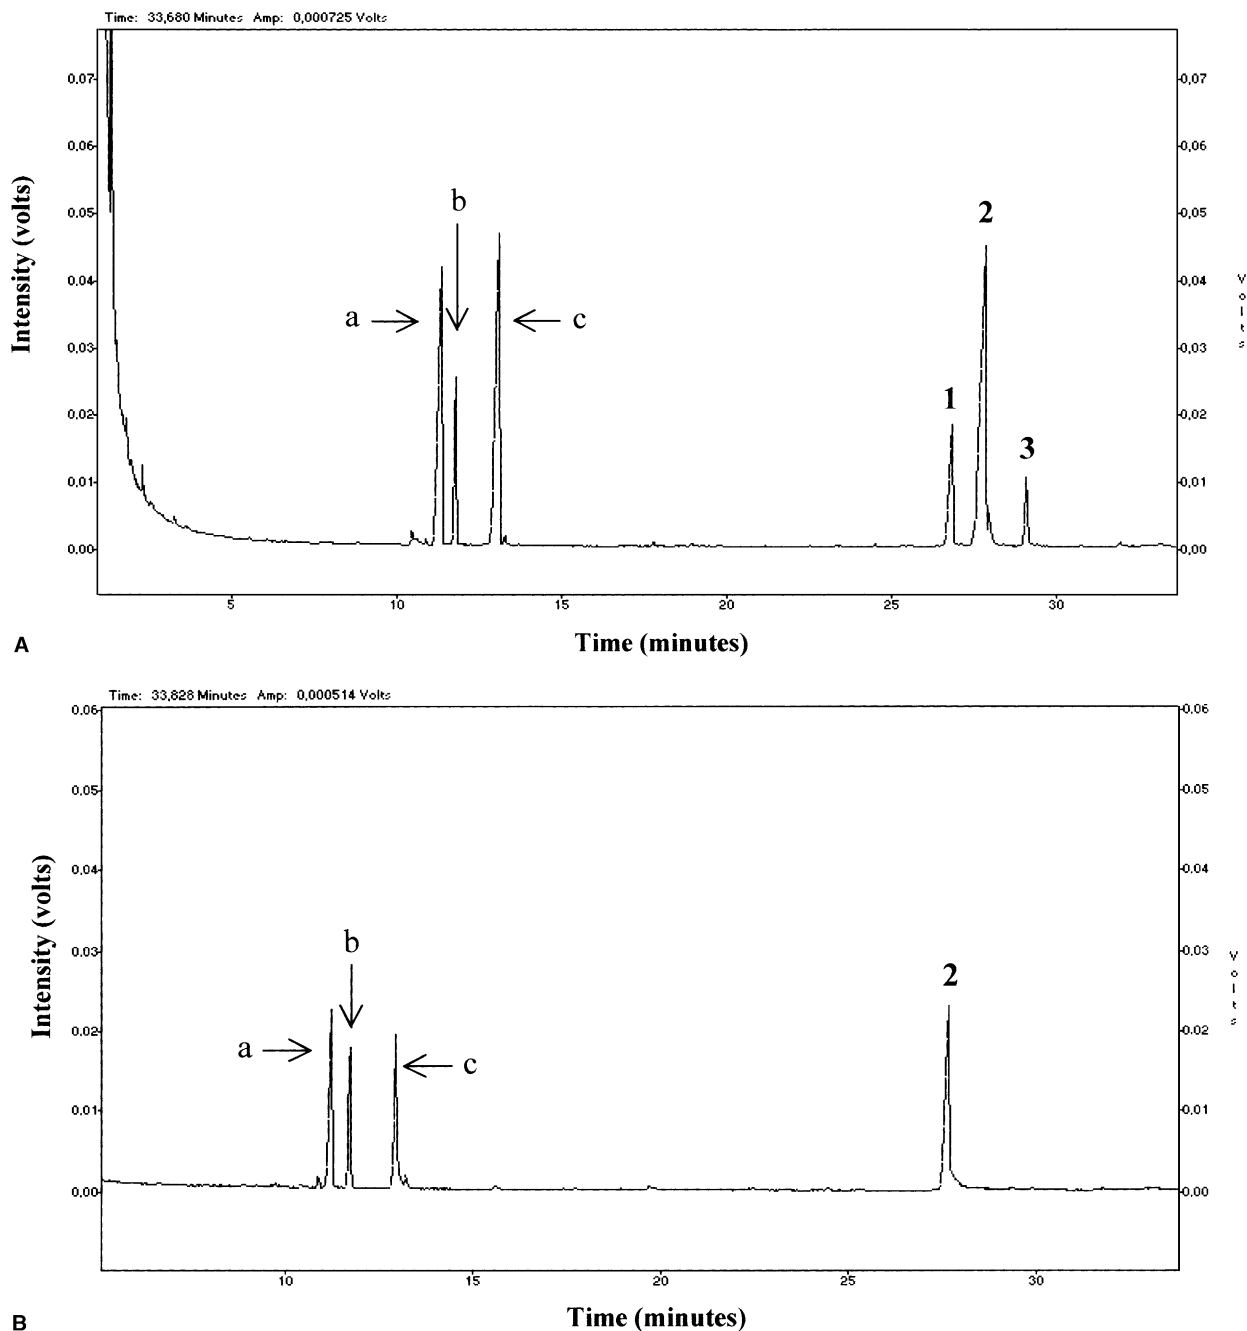 Time: 33,680 Minutes Amp: 0,000725 Volts
0.07
0.06
0.05
0.04
0.03
0.02
0.01
0.00
0,07
0,06
0,05
0,04
0,03
0,02
0,01
0,00
Intensity (volts)
Volts
a
b
c
1
2
3
5
10
15
20
25
30
Time (minutes)
A
Time: 33,828 Minutes Amp: 0,000514 Volts
0.06
0.05
0.04
0.03
0.02
0.01
0.00
0.06
0.05
0.04
0.03
0.02
0.01
0.00
Intensity (volts)
Volts
a
b
c
2
10
15
20
25
30
Time (minutes)
B